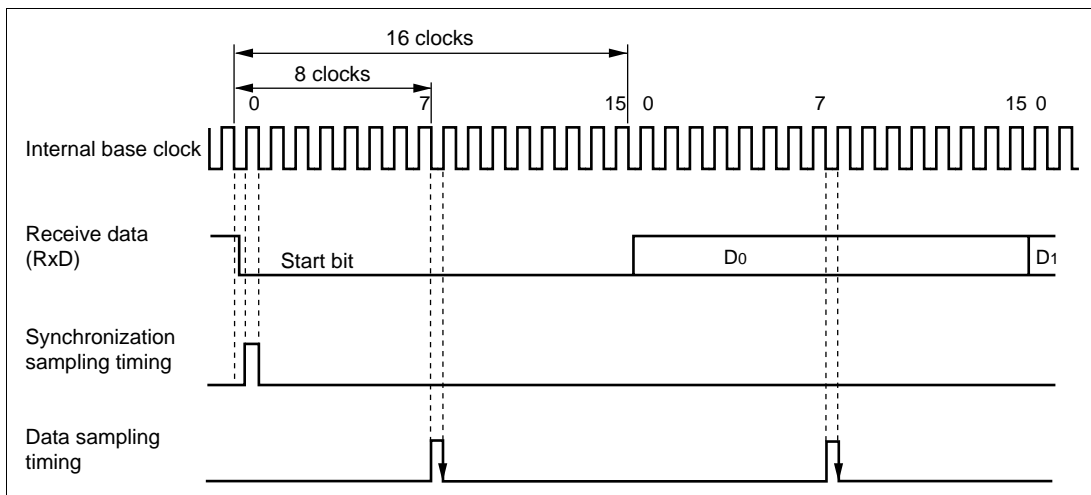 16 clocks
8 clocks
0 7 15 0 7 15 0
Internal base clock
Receive data
(RxD)
Start bit D0 D1
Synchronization
sampling timing
Data sampling
timing